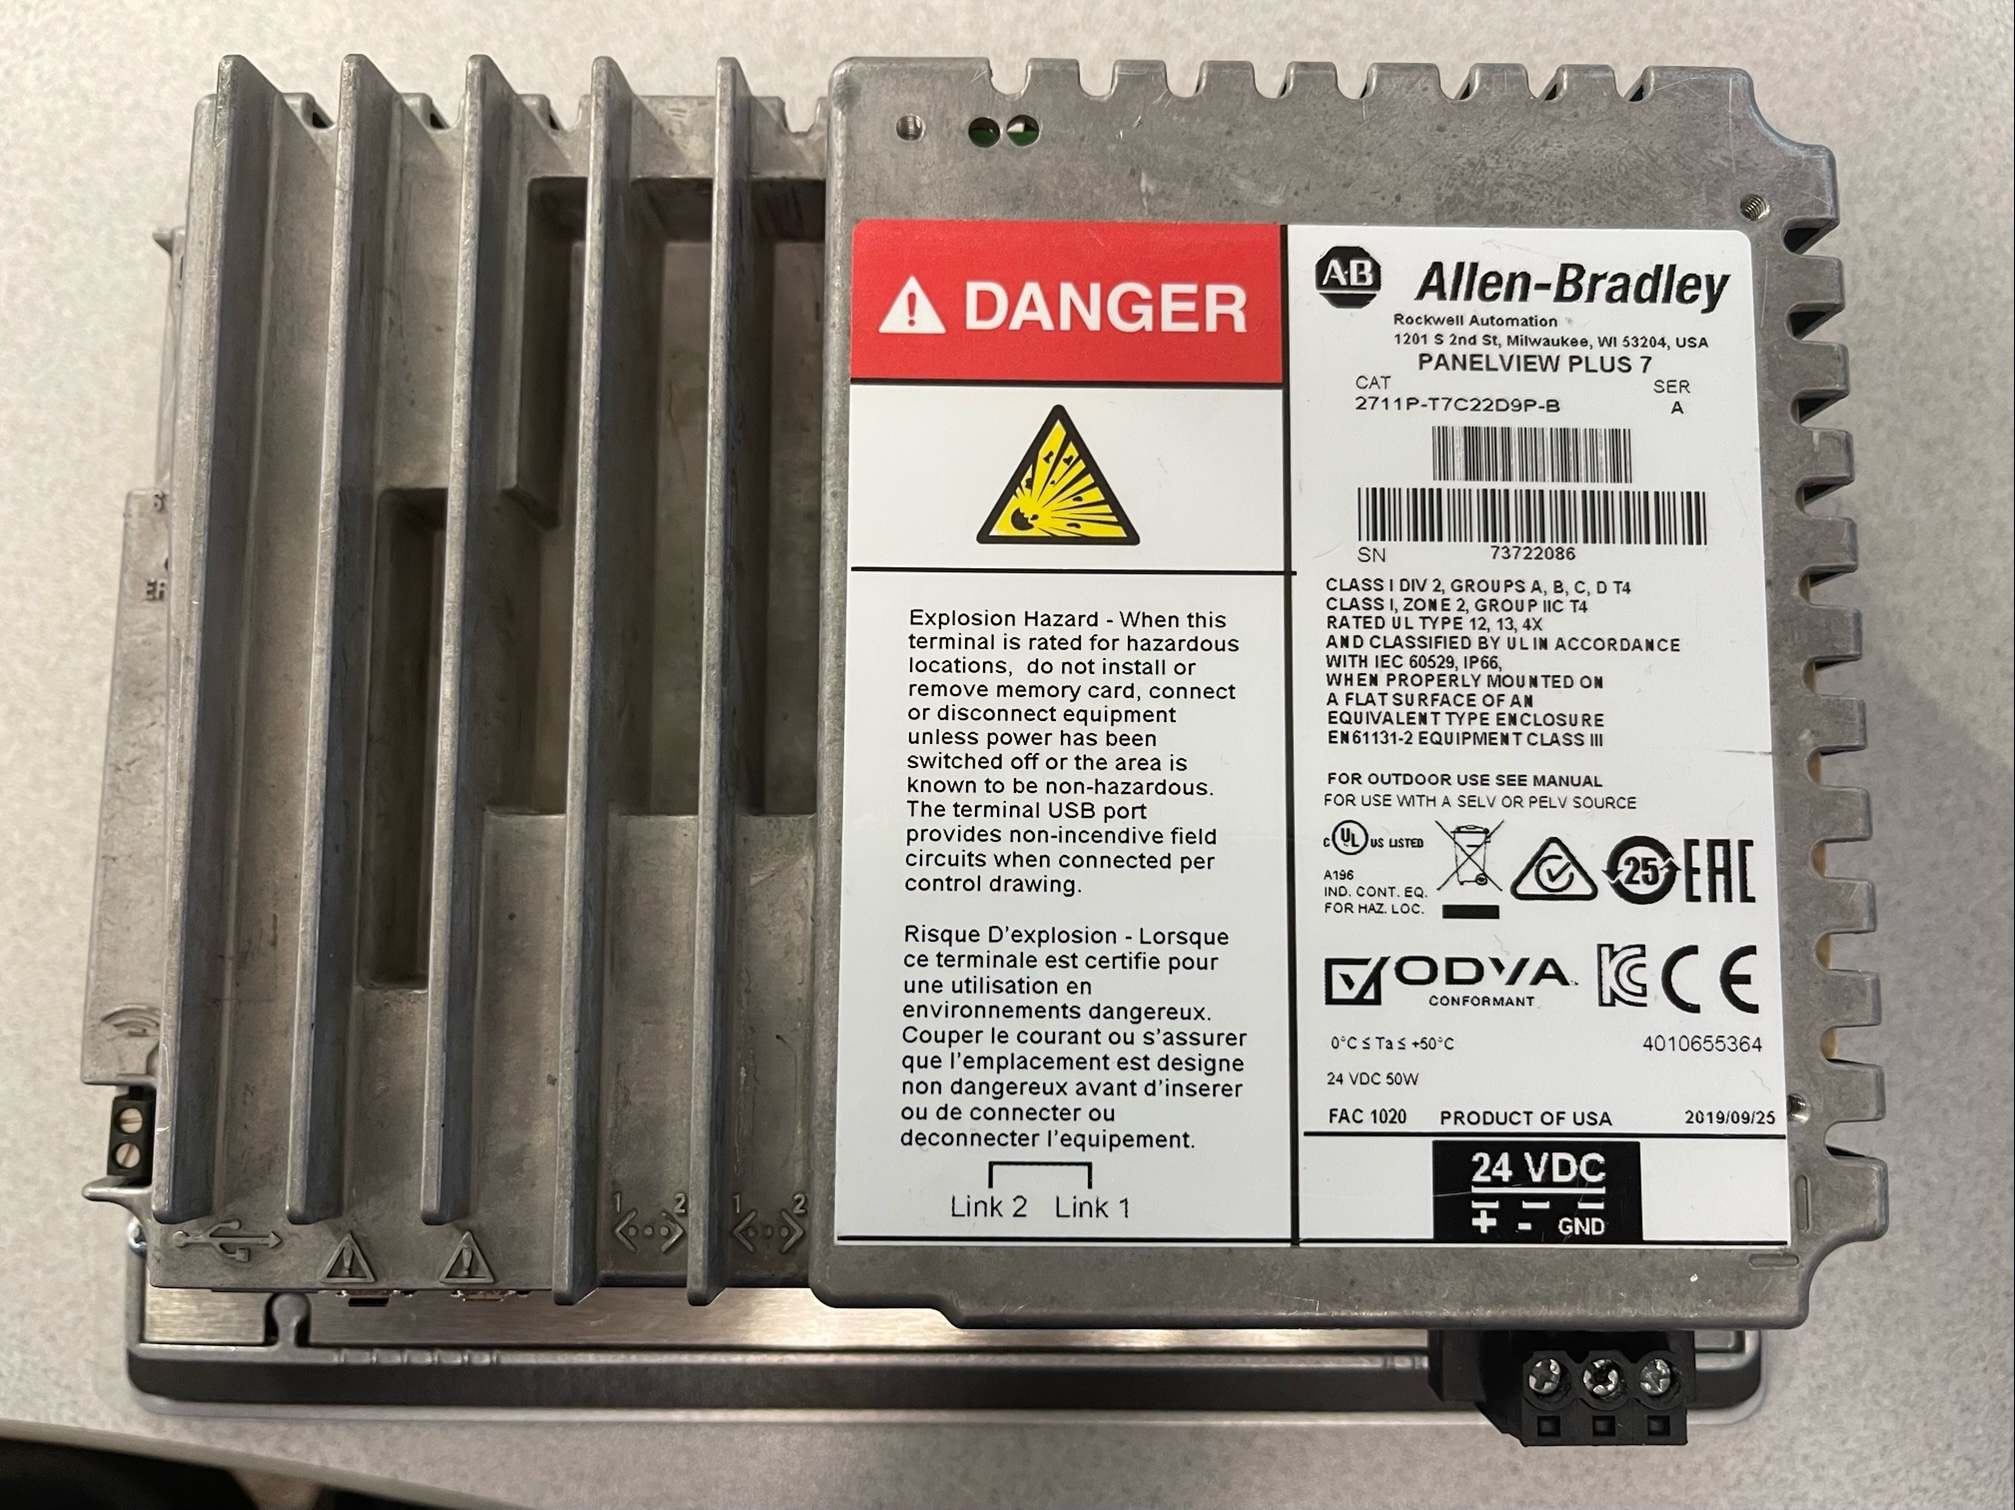 DANGER
Explosion Hazard - When this
terminal is rated for hazardous
locations, do not install or
remove memory card, connect
or disconnect equipment
unless power has been
switched off or the area is
known to be non-hazardous.
The terminal USB port
provides non-incendive field
circuits when connected per
control drawing.
Risque D'explosion - Lorsque
ce terminale est certifie pour
une utilisation en
environnements dangereux.
Couper le courant ou s'assurer
que l'emplacement est designe
non dangereux avant d'inserer
ou de connecter ou
deconnecter l'equipement.
Link 2 Link 1
A·B Allen-Bradley
Rockwell Automation
1201 S 2nd St, Milwaukee, WI 53204, USA
PANELVIEW PLUS 7
CAT SER
2711P-T7C22D9P-B A
SN 73722086
CLASS I DIV 2, GROUPS A, B, C, D T4
CLASS I, ZONE 2, GROUP IIC T4
RATED UL TYPE 12, 13, 4X
AND CLASSIFIED BY UL IN ACCORDANCE
WITH IEC 60529, IP66,
WHEN PROPERLY MOUNTED ON
A FLAT SURFACE OF AN
EQUIVALENT TYPE ENCLOSURE
EN61131-2 EQUIPMENT CLASS III
FOR OUTDOOR USE SEE MANUAL
FOR USE WITH A SELV OR PELV SOURCE
C UL US LISTED
25 EAC
A196
IND. CONT. EQ.
FOR HAZ. LOC.
ODVA
CONFORMANT
KC CE
0°C ≤ Ta ≤ +50°C 4010655364
24 VDC 50W
FAC 1020 PRODUCT OF USA 2019/09/25
24 VDC
+ - GND
1 2 1 2